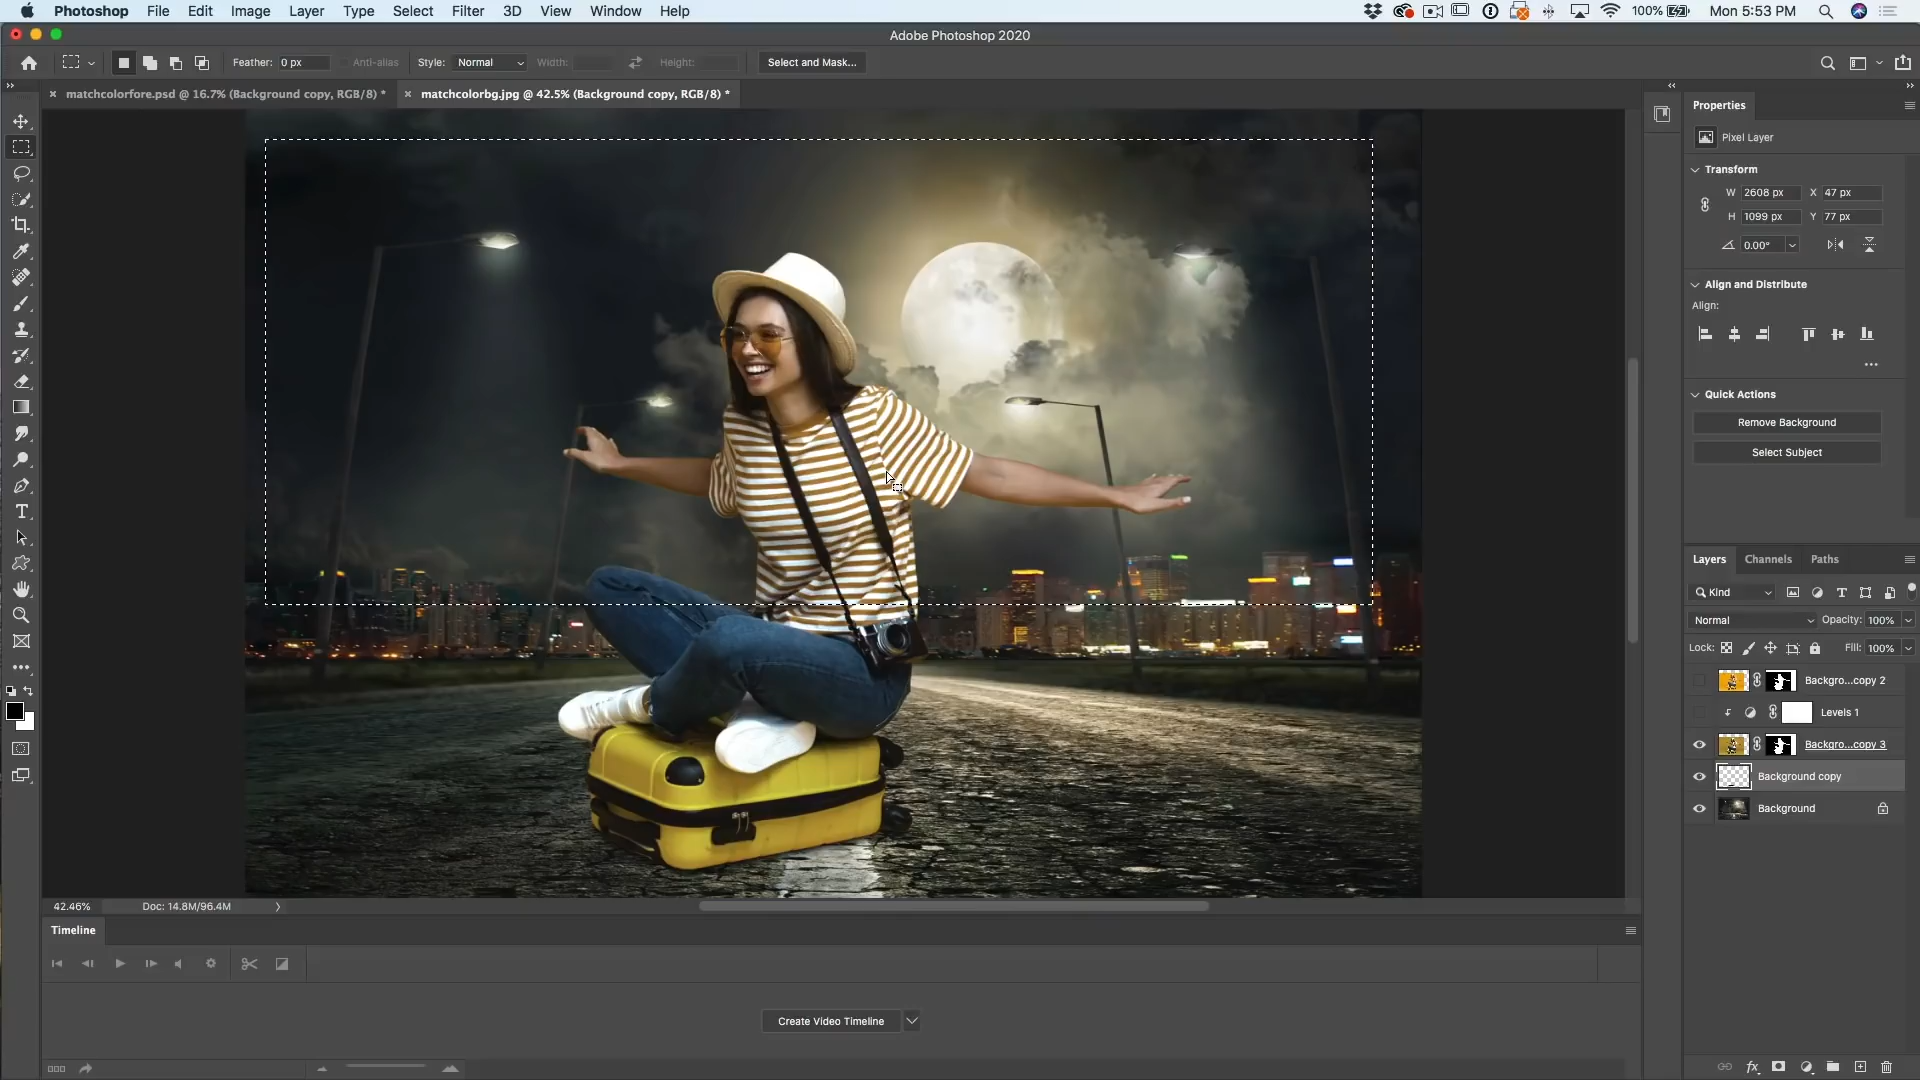 Photoshop File Edit Image Layer Type Select Filter 3D View Window Help 100% Mon 5:53 PM
Adobe Photoshop 2020
Feather: 0 px Anti-alias Style: Normal Width: Height: Select and Mask...
matchcolorfore.psd @ 16.7% (Background copy, RGB/8) * matchcolorbg.jpg @ 42.5% (Background copy, RGB/8) *
Properties
Pixel Layer
Transform
W 2608 px X 47 px
H 1099 px Y 77 px
0.00°
Align and Distribute
Align:
Quick Actions
Remove Background
Select Subject
Layers Channels Paths
Kind
Normal Opacity: 100%
Lock: Fill: 100%
Backgro...copy 2
Levels 1
Backgro...copy 3
Background copy
Background
42.46% Doc: 14.8M/96.4M
Timeline
Create Video Timeline